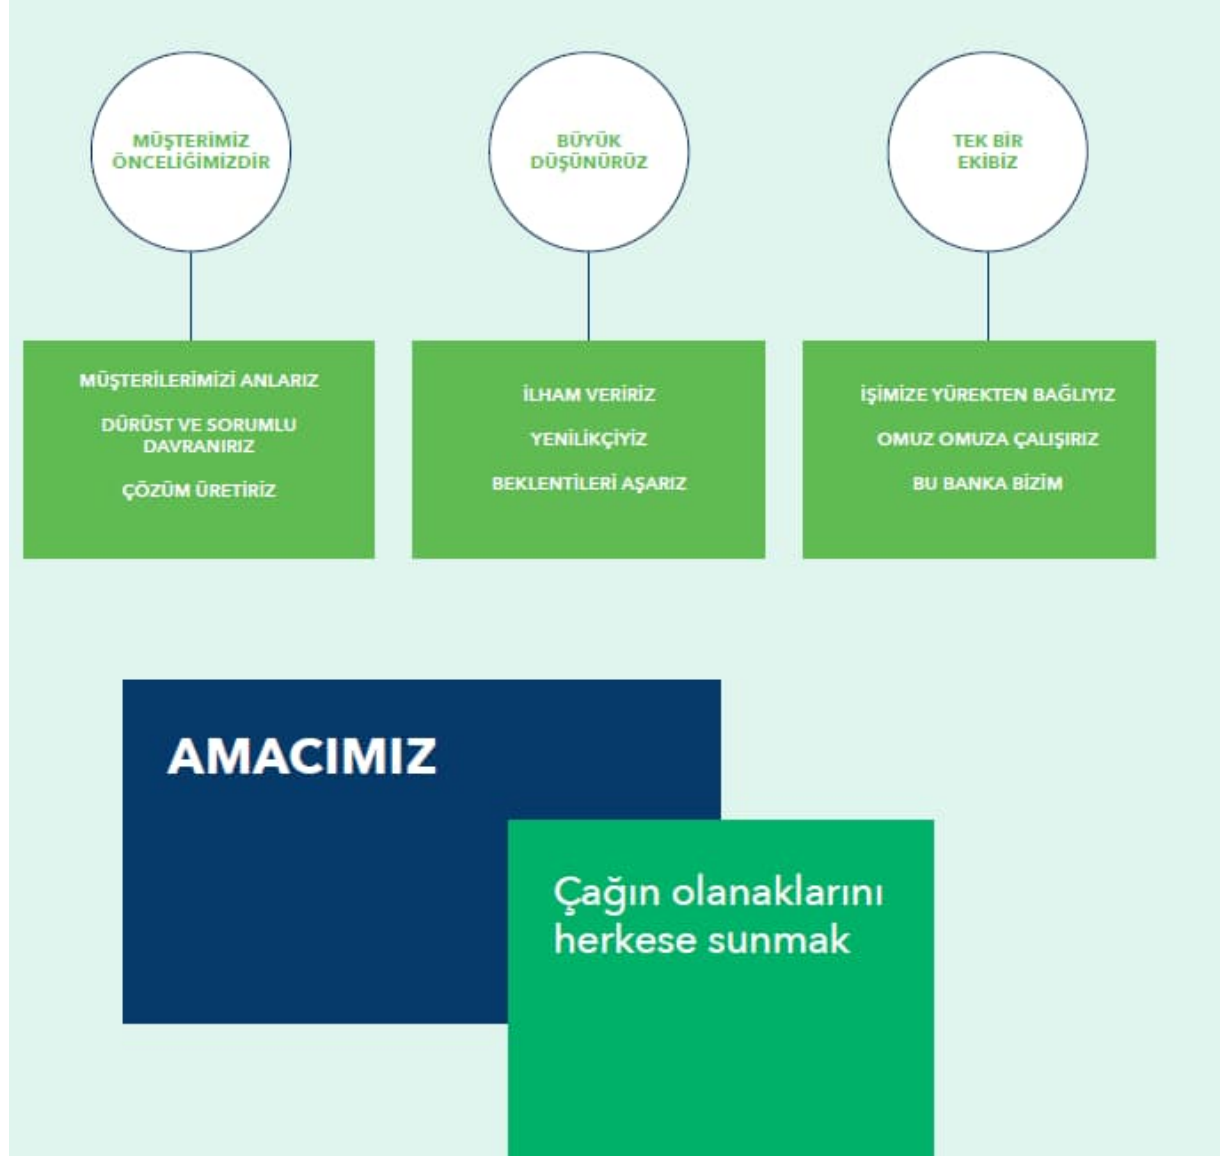 MÜŞTERİMİZ
ÖNCELİĞİMİZDİR
MÜŞTERİLERİMİZİ ANLARIZ
DÜRÜST VE SORUMLU
DAVRANIRIZ
ÇÖZÜM ÜRETİRİZ
BÜYÜK
DÜŞÜNÜRÜZ
İLHAM VERİRİZ
YENİLİKÇİYİZ
BEKLENTİLERİ AŞARIZ
TEK BİR
EKİBİZ
İŞİMİZE YÜREKTEN BAĞLIYIZ
OMUZ OMUZA ÇALIŞIRIZ
BU BANKA BİZİM
AMACIMIZ
Çağın olanaklarını
herkese sunmak